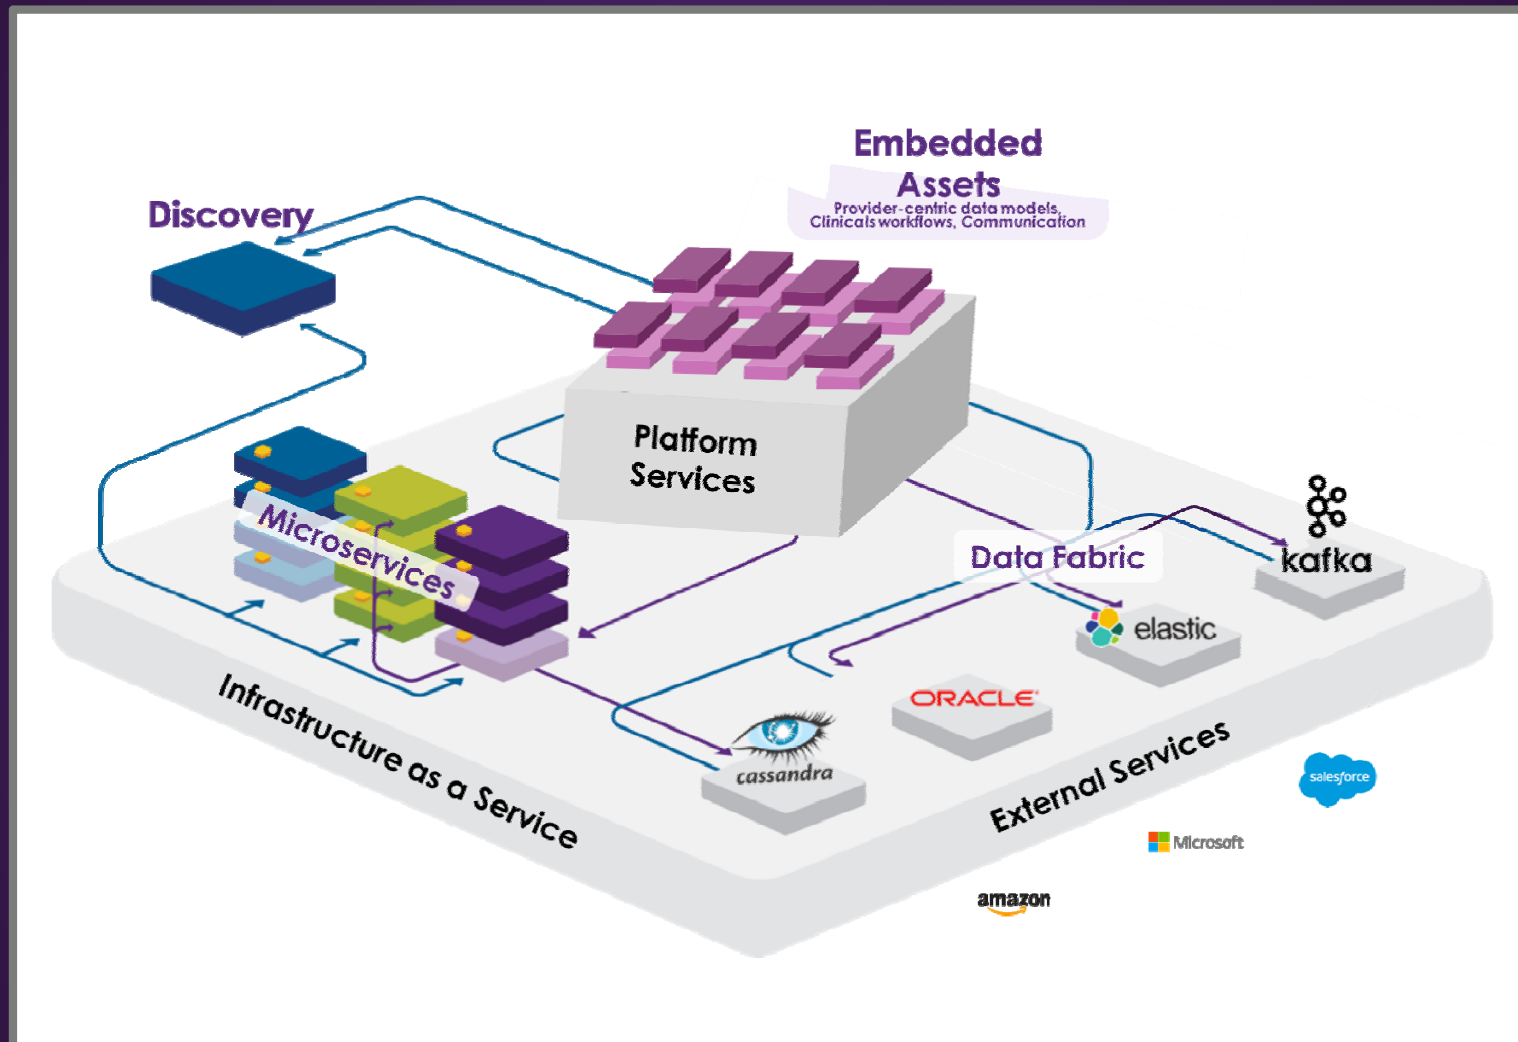 Embedded
Assets
Provider-centric data models,
Clinicals workflows, Communication
Discovery
Platform
Services
Microservices
Data Fabric
kafka
elastic
ORACLE
cassandra
Infrastructure as a Service
External Services
salesforce
Microsoft
amazon